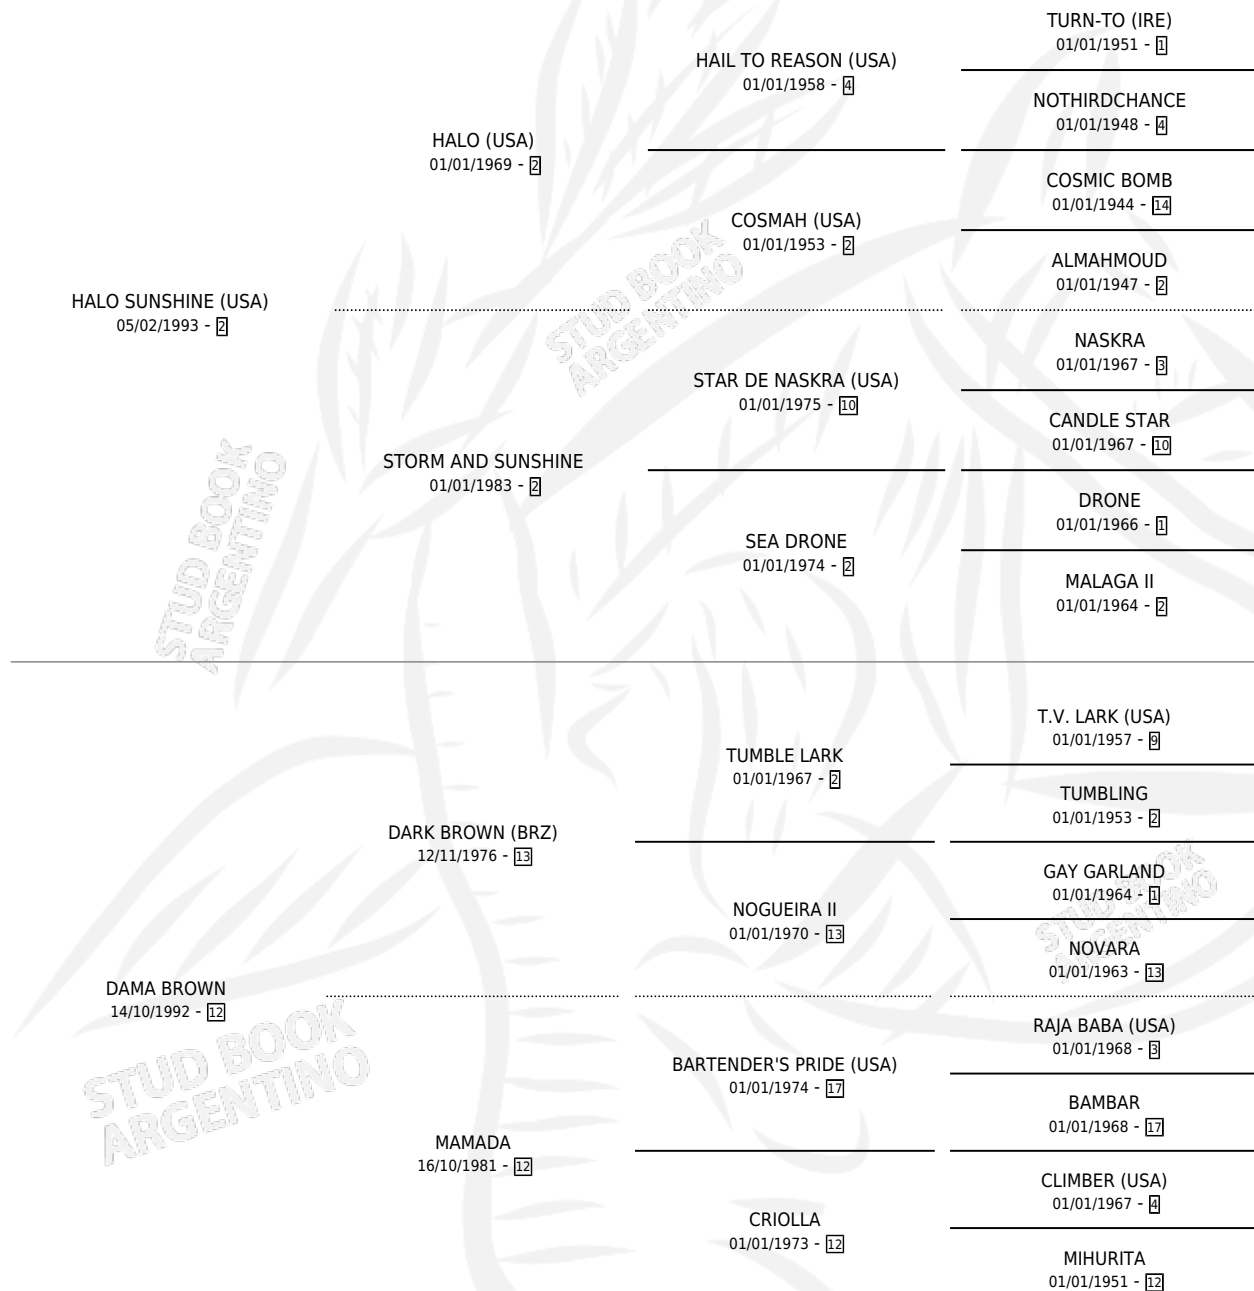 TURN-TO (IRE)
01/01/1951 - 1
HAIL TO REASON (USA)
01/01/1958 - 4
NOTHIRDCHANCE
01/01/1948 - 4
HALO (USA)
01/01/1969 - 2
COSMIC BOMB
01/01/1944 - 14
COSMAH (USA)
01/01/1953 - 2
ALMAHMOUD
01/01/1947 - 2
HALO SUNSHINE (USA)
05/02/1993 - 2
STUD BOOK
ARGENTINO
NASKRA
01/01/1967 - 3
STAR DE NASKRA (USA)
01/01/1975 - 10
CANDLE STAR
01/01/1967 - 10
STORM AND SUNSHINE
01/01/1983 - 2
DRONE
01/01/1966 - 1
SEA DRONE
01/01/1974 - 2
MALAGA II
01/01/1964 - 2
STUD BOOK
ARGENTINO
T.V. LARK (USA)
01/01/1957 - 9
TUMBLE LARK
01/01/1967 - 2
TUMBLING
01/01/1953 - 2
DARK BROWN (BRZ)
12/11/1976 - 13
GAY GARLAND
01/01/1964 - 1
NOGUEIRA II
01/01/1970 - 13
STUD BOOK
ARGENTINO
NOVARA
01/01/1963 - 13
DAMA BROWN
14/10/1992 - 12
STUD BOOK
ARGENTINO
RAJA BABA (USA)
01/01/1968 - 3
BARTENDER'S PRIDE (USA)
01/01/1974 - 17
BAMBAR
01/01/1968 - 17
MAMADA
16/10/1981 - 12
CLIMBER (USA)
01/01/1967 - 4
CRIOLLA
01/01/1973 - 12
MIHURITA
01/01/1951 - 12